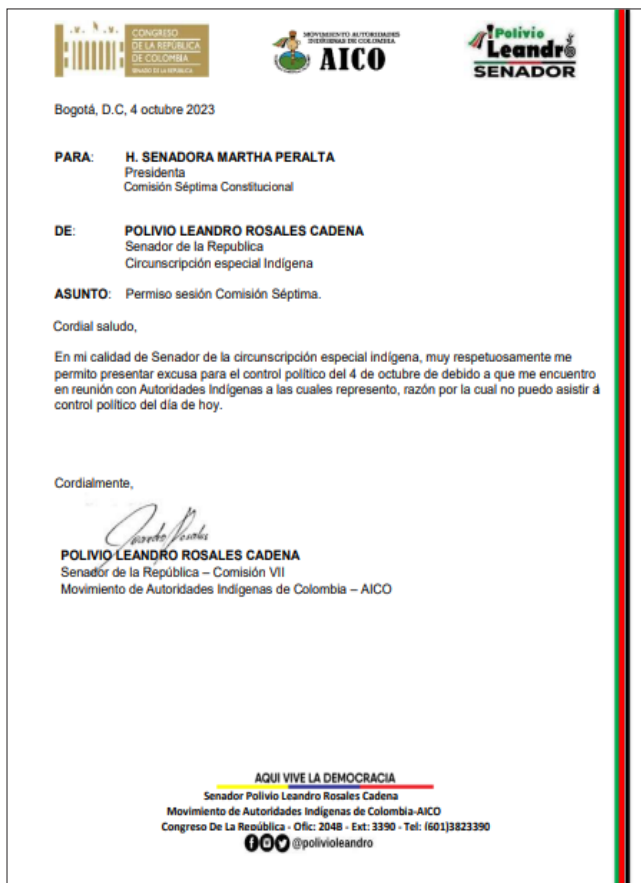 CONGRESO
DE LA REPÚBLICA
DE COLOMBIA
SENADO DE LA REPÚBLICA
MOVIMIENTO AUTORIDADES
INDÍGENAS DE COLOMBIA
AICO
Polivio
Leandro
SENADOR
Bogotá, D.C, 4 octubre 2023
PARA: H. SENADORA MARTHA PERALTA
Presidenta
Comisión Séptima Constitucional
DE: POLIVIO LEANDRO ROSALES CADENA
Senador de la Republica
Circunscripción especial Indígena
ASUNTO: Permiso sesión Comisión Séptima.
Cordial saludo,
En mi calidad de Senador de la circunscripción especial indígena, muy respetuosamente me
permito presentar excusa para el control político del 4 de octubre de debido a que me encuentro
en reunión con Autoridades Indígenas a las cuales represento, razón por la cual no puedo asistir a
control político del día de hoy.
Cordialmente,
Leandro Rosales
POLIVIO LEANDRO ROSALES CADENA
Senador de la República – Comisión VII
Movimiento de Autoridades Indígenas de Colombia – AICO
AQUI VIVE LA DEMOCRACIA
Senador Polivio Leandro Rosales Cadena
Movimiento de Autoridades Indígenas de Colombia-AICO
Congreso De La República - Ofic: 204B - Ext: 3390 - Tel: (601)3823390
@polivioleandro